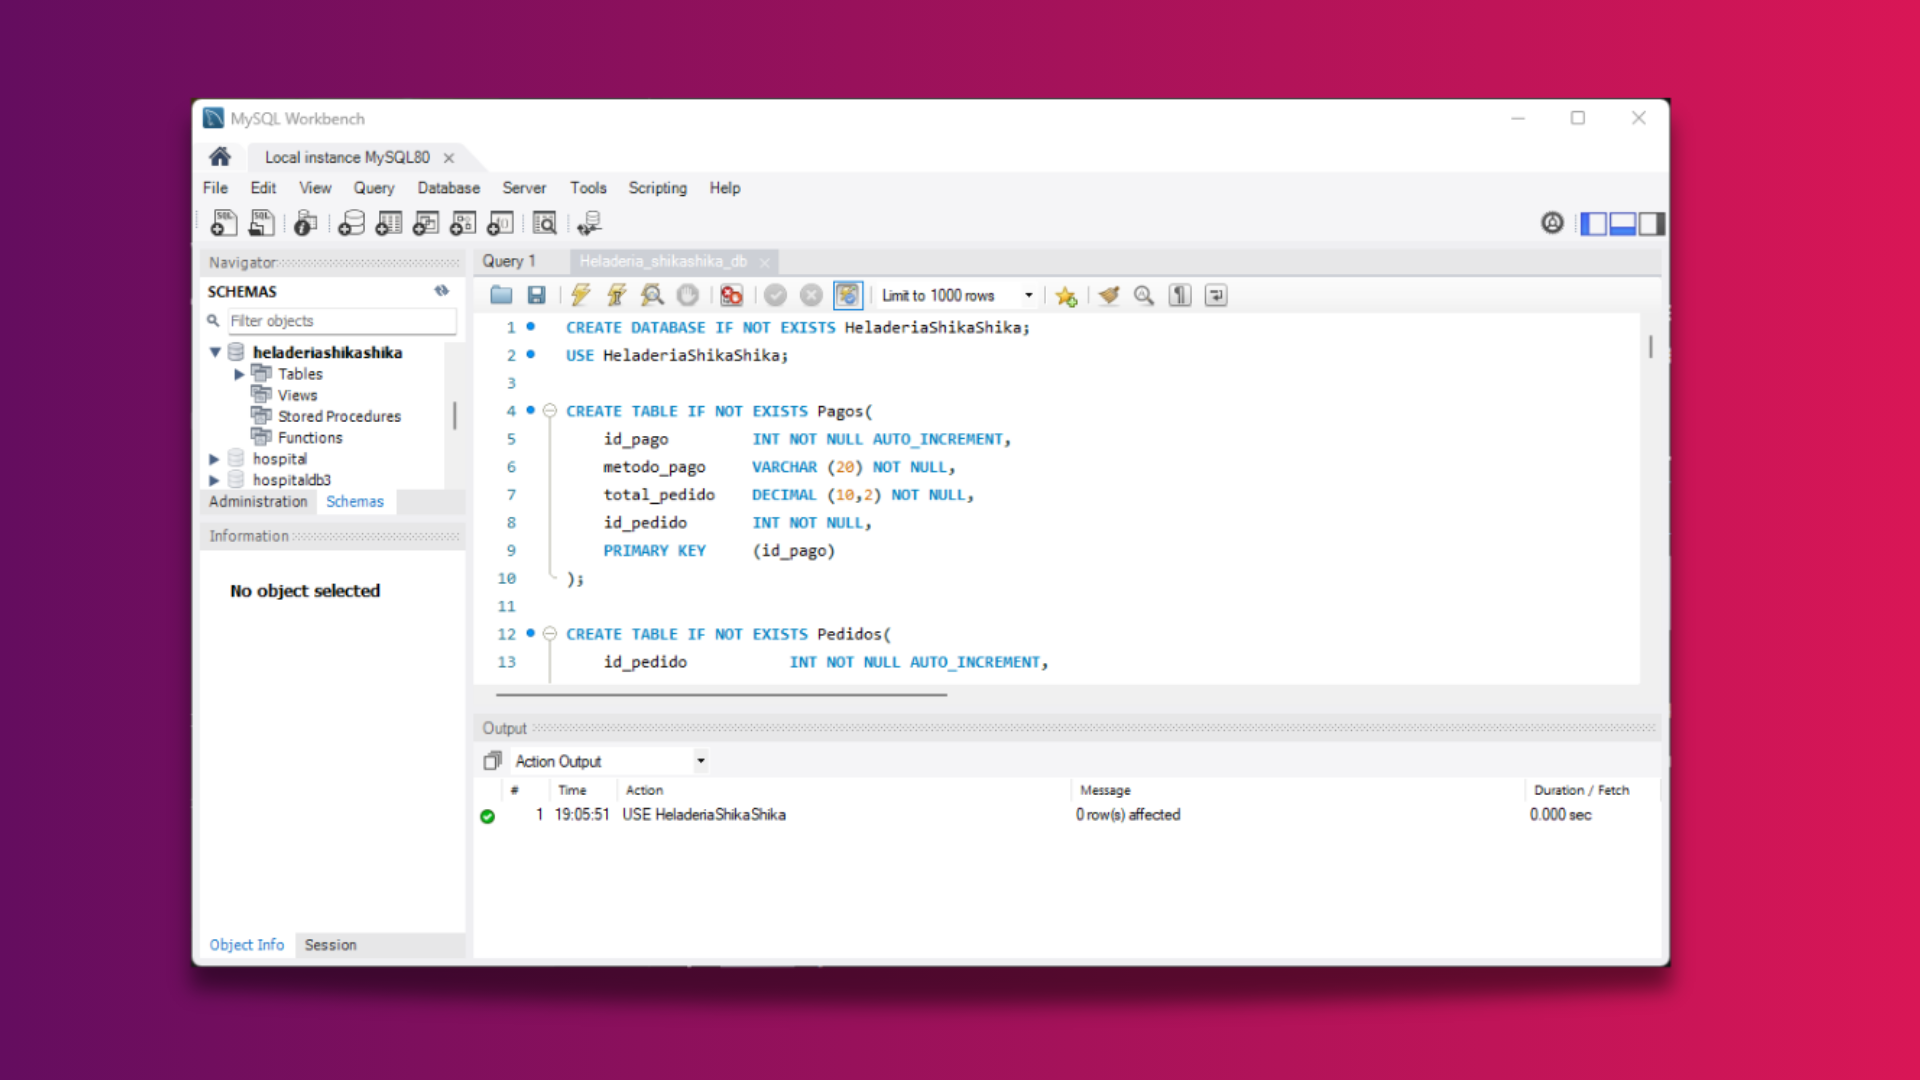 MySQL Workbench
Local instance MySQL80
File Edit View Query Database Server Tools Scripting Help
Navigator
SCHEMAS
Filter objects
heladeriashikashika
Tables
Views
Stored Procedures
Functions
hospital
hospitaldb3
Administration Schemas
Information
No object selected
Object Info Session
Query 1 Heladeria_shikashika_db
Limit to 1000 rows
1 CREATE DATABASE IF NOT EXISTS HeladeriaShikaShika;
2 USE HeladeriaShikaShika;
3
4 CREATE TABLE IF NOT EXISTS Pagos(
5 id_pago INT NOT NULL AUTO_INCREMENT,
6 metodo_pago VARCHAR (20) NOT NULL,
7 total_pedido DECIMAL (10,2) NOT NULL,
8 id_pedido INT NOT NULL,
9 PRIMARY KEY (id_pago)
10 );
11
12 CREATE TABLE IF NOT EXISTS Pedidos(
13 id_pedido INT NOT NULL AUTO_INCREMENT,
Output
Action Output
# Time Action Message Duration / Fetch
1 19:05:51 USE HeladeriaShikaShika 0 row(s) affected 0.000 sec